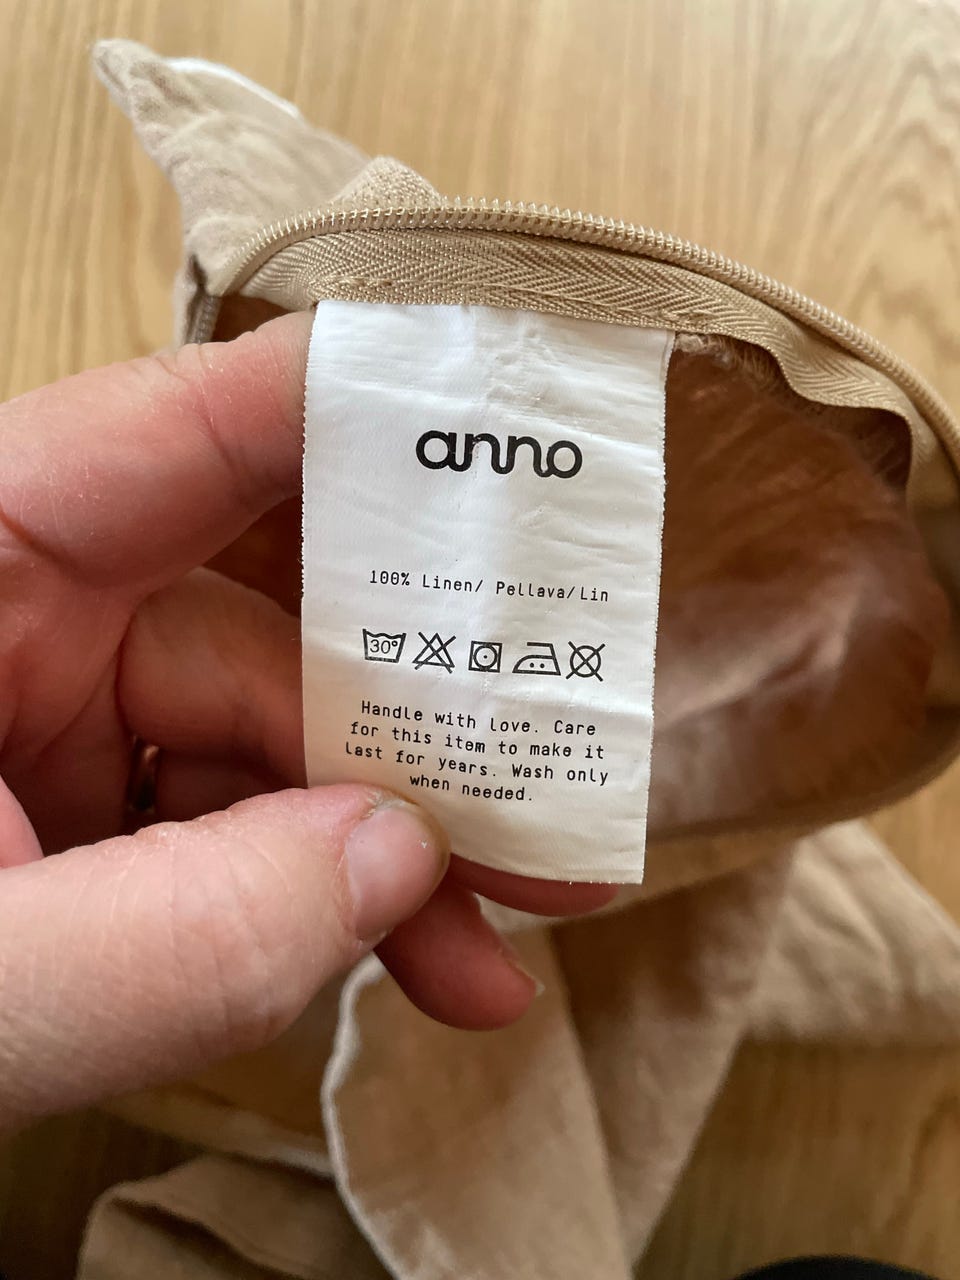 anno
100% Linen/ Pellava/Lin
30°
Handle with love. Care
for this item to make it
last for years. Wash only
when needed.